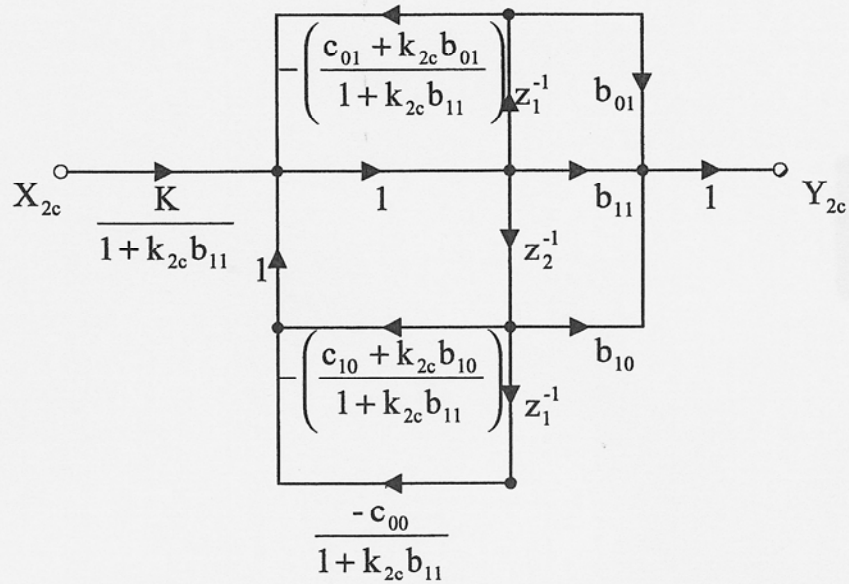 -(c₀₁ + k₂c b₀₁ / 1 + k₂c b₁₁) z₁⁻¹
b₀₁
X₂c
K / 1 + k₂c b₁₁
1
b₁₁
1
Y₂c
z₂⁻¹
1
-(c₁₀ + k₂c b₁₀ / 1 + k₂c b₁₁) z₁⁻¹
b₁₀
-c₀₀ / 1 + k₂c b₁₁